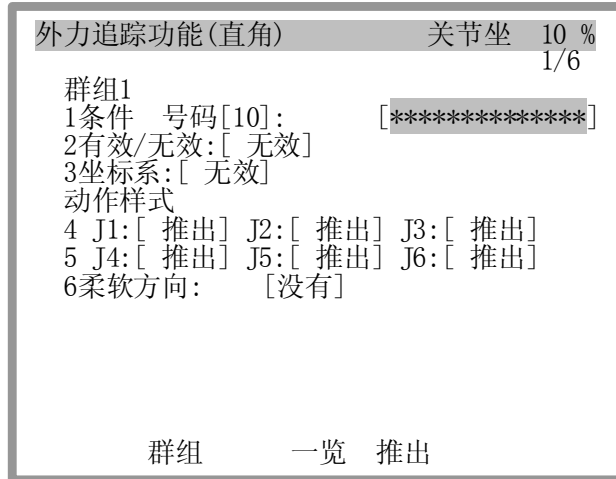 外力追踪功能(直角) 关节坐 10 %
1/6
群组1
1条件 号码[10]: [**************]
2有效/无效:[ 无效]
3坐标系:[ 无效]
动作样式
4 J1:[ 推出] J2:[ 推出] J3:[ 推出]
5 J4:[ 推出] J5:[ 推出] J6:[ 推出]
6柔软方向: [没有]
群组 一览 推出